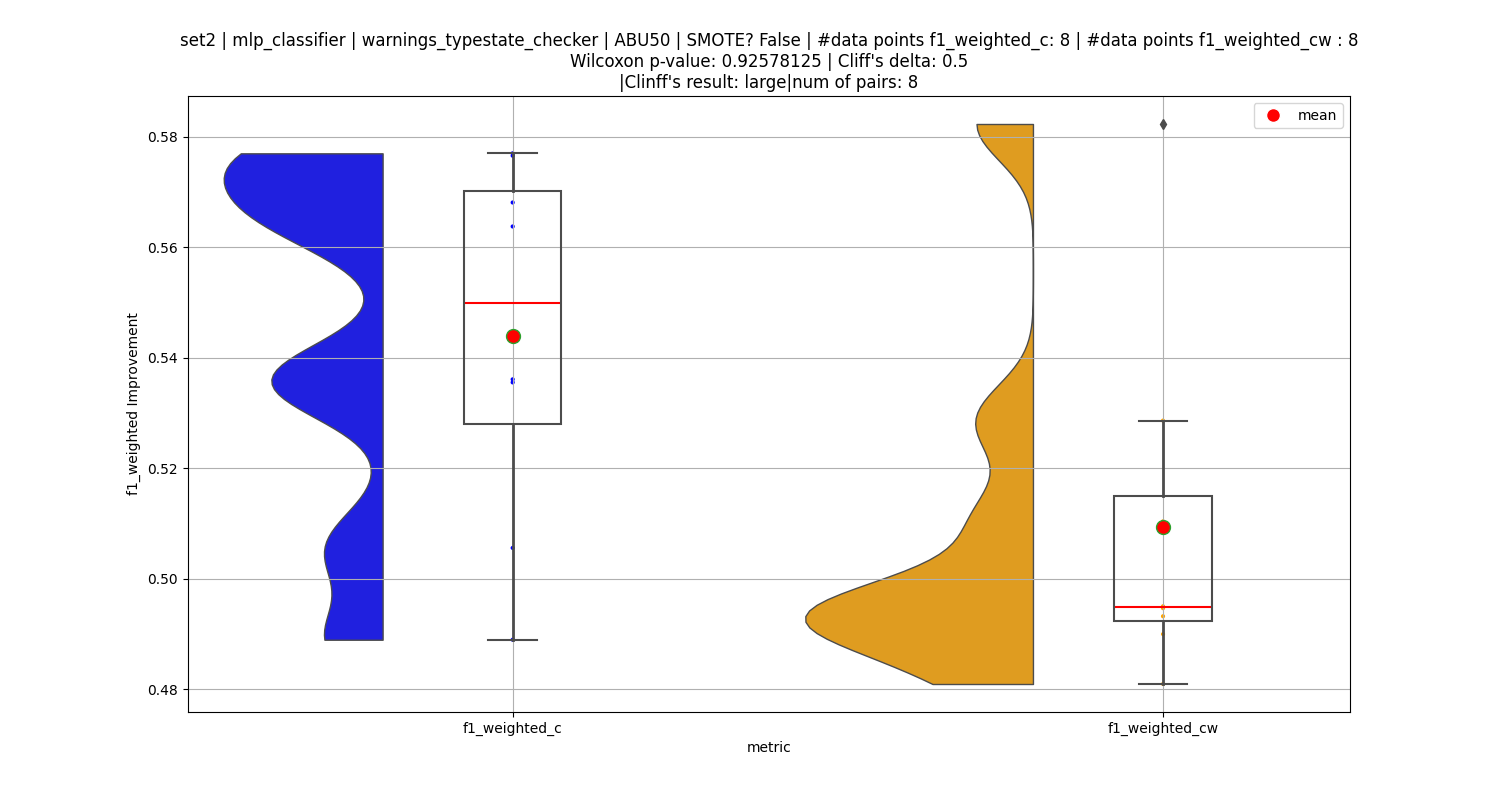 set2 | mlp_classifier | warnings_typestate_checker | ABU50 | SMOTE? False | #data points f1_weighted_c: 8 | #data points f1_weighted_cw : 8
Wilcoxon p-value: 0.92578125 | Cliff's delta: 0.5
|Clinff's result: large|num of pairs: 8
mean
0.58
0.56
0.54
0.52
0.50
0.48
f1_weighted Improvement
f1_weighted_c
f1_weighted_cw
metric